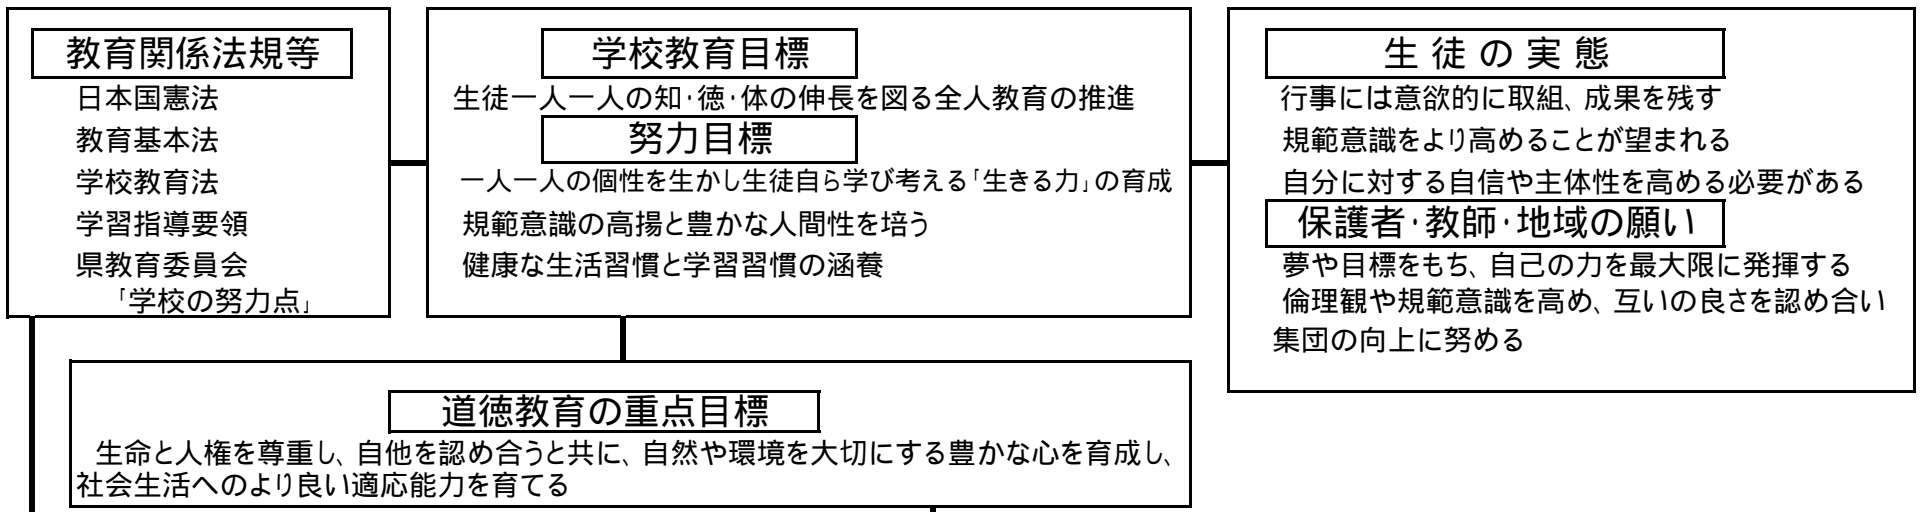 教育関係法規等
日本国憲法
教育基本法
学校教育法
学習指導要領
県教育委員会
「学校の努力点」
学校教育目標
生徒一人一人の知・徳・体の伸長を図る全人教育の推進
努力目標
一人一人の個性を生かし生徒自ら学び考える「生きる力」の育成
規範意識の高揚と豊かな人間性を培う
健康な生活習慣と学習習慣の涵養
生徒の実態
行事には意欲的に取組、成果を残す
規範意識をより高めることが望まれる
自分に対する自信や主体性を高める必要がある
保護者・教師・地域の願い
夢や目標をもち、自己の力を最大限に発揮する
倫理観や規範意識を高め、互いの良さを認め合い
集団の向上に努める
道徳教育の重点目標
生命と人権を尊重し、自他を認め合うと共に、自然や環境を大切にする豊かな心を育成し、
社会生活へのより良い適応能力を育てる